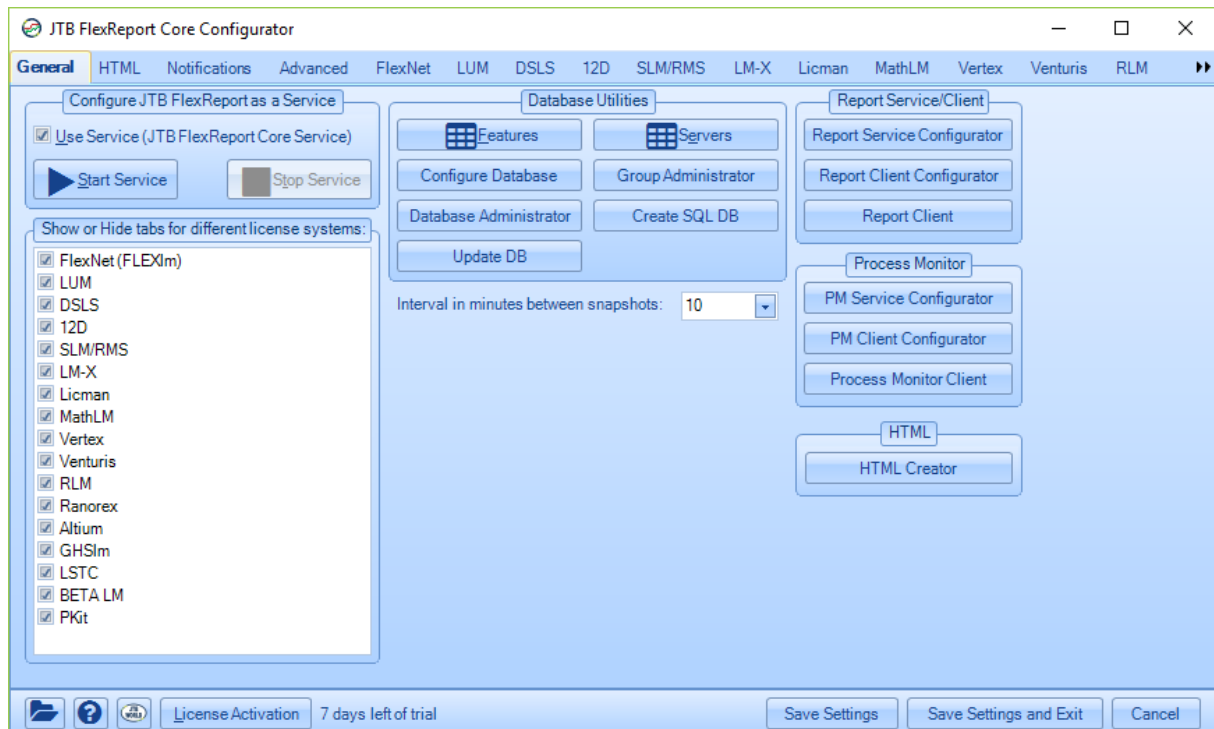 JTB FlexReport Core Configurator
General HTML Notifications Advanced FlexNet LUM DSLS 12D SLM/RMS LM-X Licman MathLM Vertex Venturis RLM
Configure JTB FlexReport as a Service
Use Service (JTB FlexReport Core Service)
Start Service Stop Service
Show or Hide tabs for different license systems:
FlexNet (FLEXlm)
LUM
DSLS
12D
SLM/RMS
LM-X
Licman
MathLM
Vertex
Venturis
RLM
Ranorex
Altium
GHSlm
LSTC
BETA LM
PKit
Database Utilities
Features Servers
Configure Database Group Administrator
Database Administrator Create SQL DB
Update DB
Interval in minutes between snapshots: 10
Report Service/Client
Report Service Configurator
Report Client Configurator
Report Client
Process Monitor
PM Service Configurator
PM Client Configurator
Process Monitor Client
HTML
HTML Creator
License Activation 7 days left of trial Save Settings Save Settings and Exit Cancel